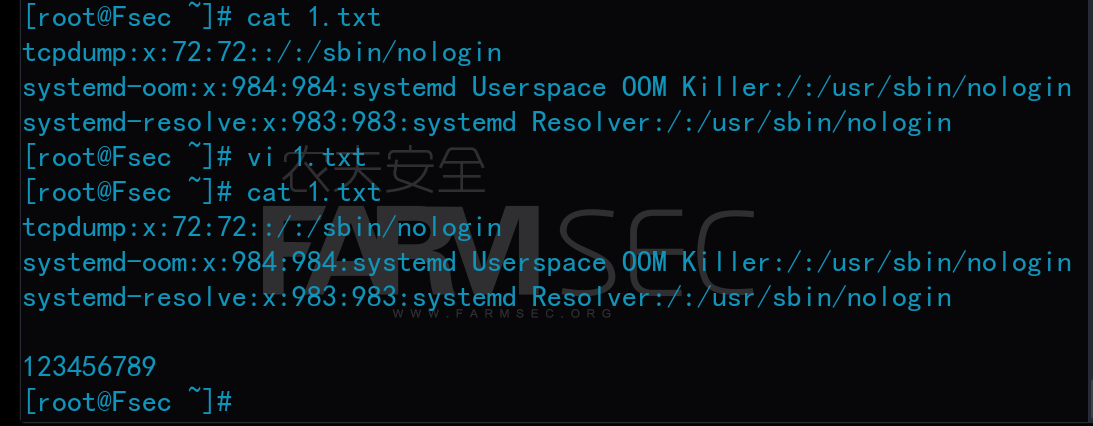 [root@Fsec ~]# cat 1.txt
tcpdump:x:72:72::/:/sbin/nologin
systemd-oom:x:984:984:systemd Userspace OOM Killer:/:/usr/sbin/nologin
systemd-resolve:x:983:983:systemd Resolver:/:/usr/sbin/nologin
[root@Fsec ~]# vi 1.txt
农夫安全
[root@Fsec ~]# cat 1.txt
tcpdump:x:72:72::/:/sbin/nologin
FARMSEC
systemd-oom:x:984:984:systemd Userspace OOM Killer:/:/usr/sbin/nologin
systemd-resolve:x:983:983:systemd Resolver:/:/usr/sbin/nologin
WWW.FARMSEC.ORG
123456789
[root@Fsec ~]#